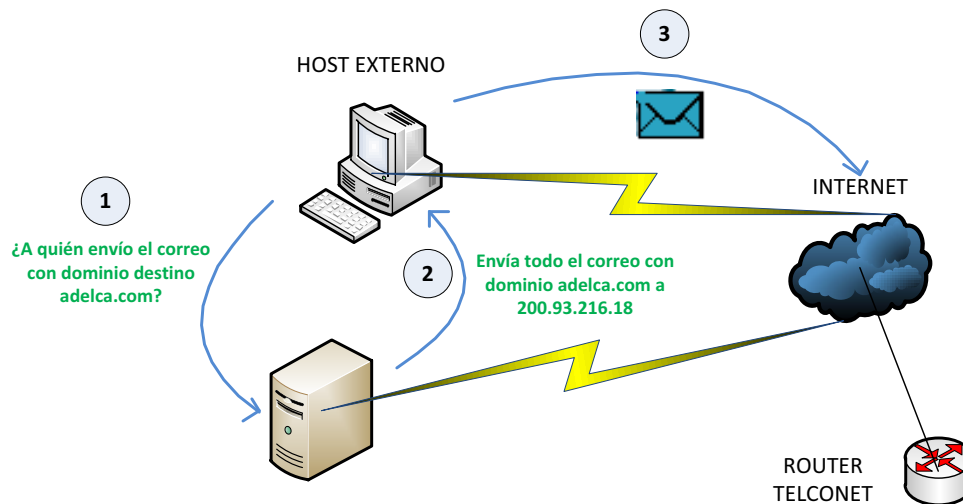 3
HOST EXTERNO
INTERNET
1
¿A quién envío el correo
con dominio destino
adelca.com?
2
Envía todo el correo con
dominio adelca.com a
200.93.216.18
ROUTER
TELCONET